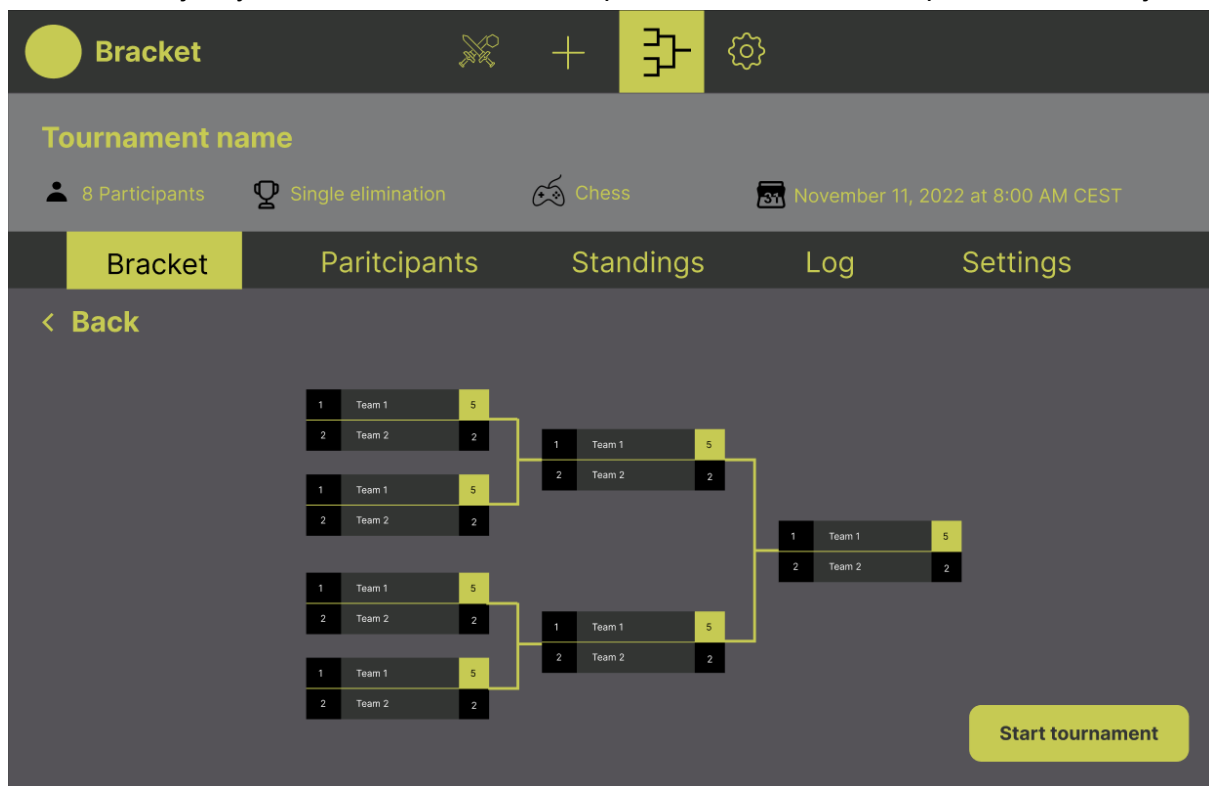 Bracket
Tournament name
8 Participants Single elimination Chess 31 November 11, 2022 at 8:00 AM CEST
Bracket Paritcipants Standings Log Settings
< Back
1 Team 1 5
2 Team 2 2
1 Team 1 5
2 Team 2 2
1 Team 1 5
2 Team 2 2
1 Team 1 5
2 Team 2 2
1 Team 1 5
2 Team 2 2
1 Team 1 5
2 Team 2 2
1 Team 1 5
2 Team 2 2
Start tournament